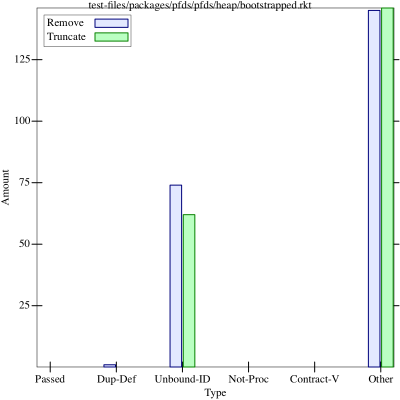 test-files/packages/pfds/pfds/heap/bootstrapped.rkt
Remove
Truncate
125
100
75
50
25
Amount
Passed Dup-Def Unbound-ID Not-Proc Contract-V Other
Type